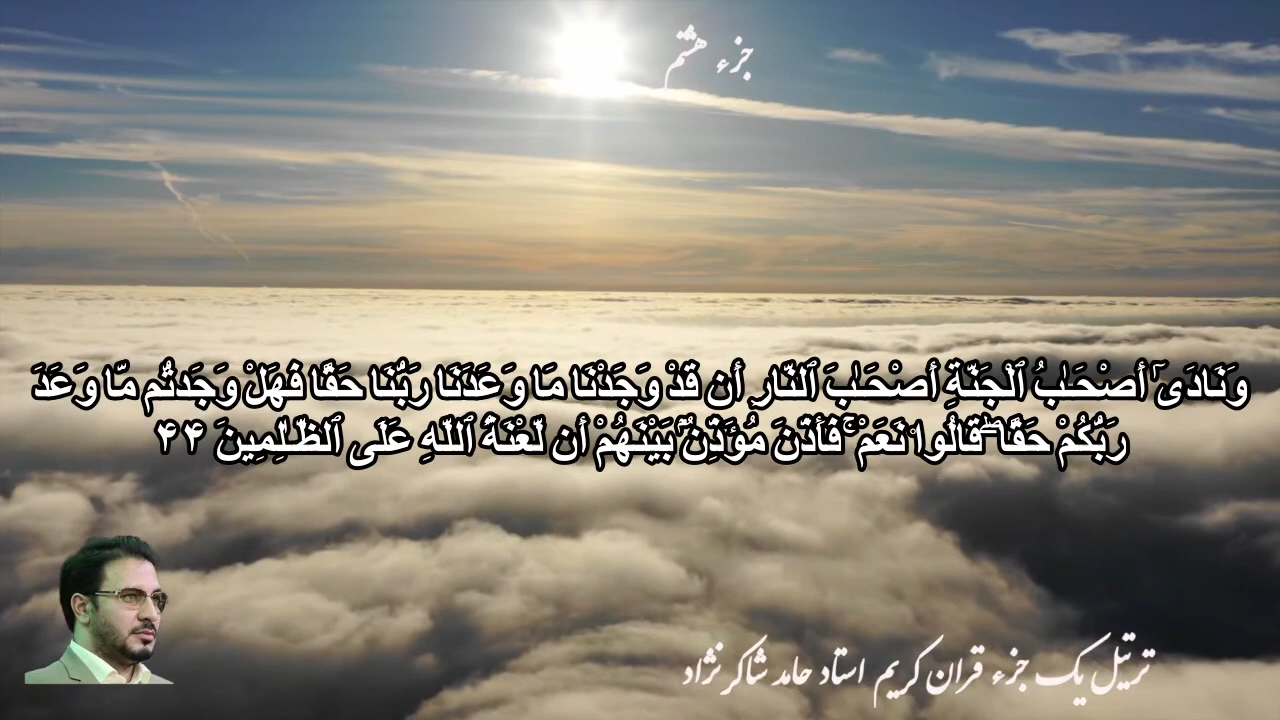 جزء هشتم
وَنَادَىٰٓ أَصْحَٰبُ ٱلْجَنَّةِ أَصْحَٰبَ ٱلنَّارِ أَن قَدْ وَجَدْنَا مَا وَعَدَنَا رَبُّنَا حَقًّا فَهَلْ وَجَدتُّم مَّا وَعَدَ
رَبُّكُمْ حَقًّا ۖ قَالُوا۟ نَعَمْ ۚ فَأَذَّنَ مُؤَذِّنٌۢ بَيْنَهُمْ أَن لَّعْنَةُ ٱللَّهِ عَلَى ٱلظَّٰلِمِينَ ۴۴
ترتیل یک جزء قران کریم استاد حامد شاکرنژاد